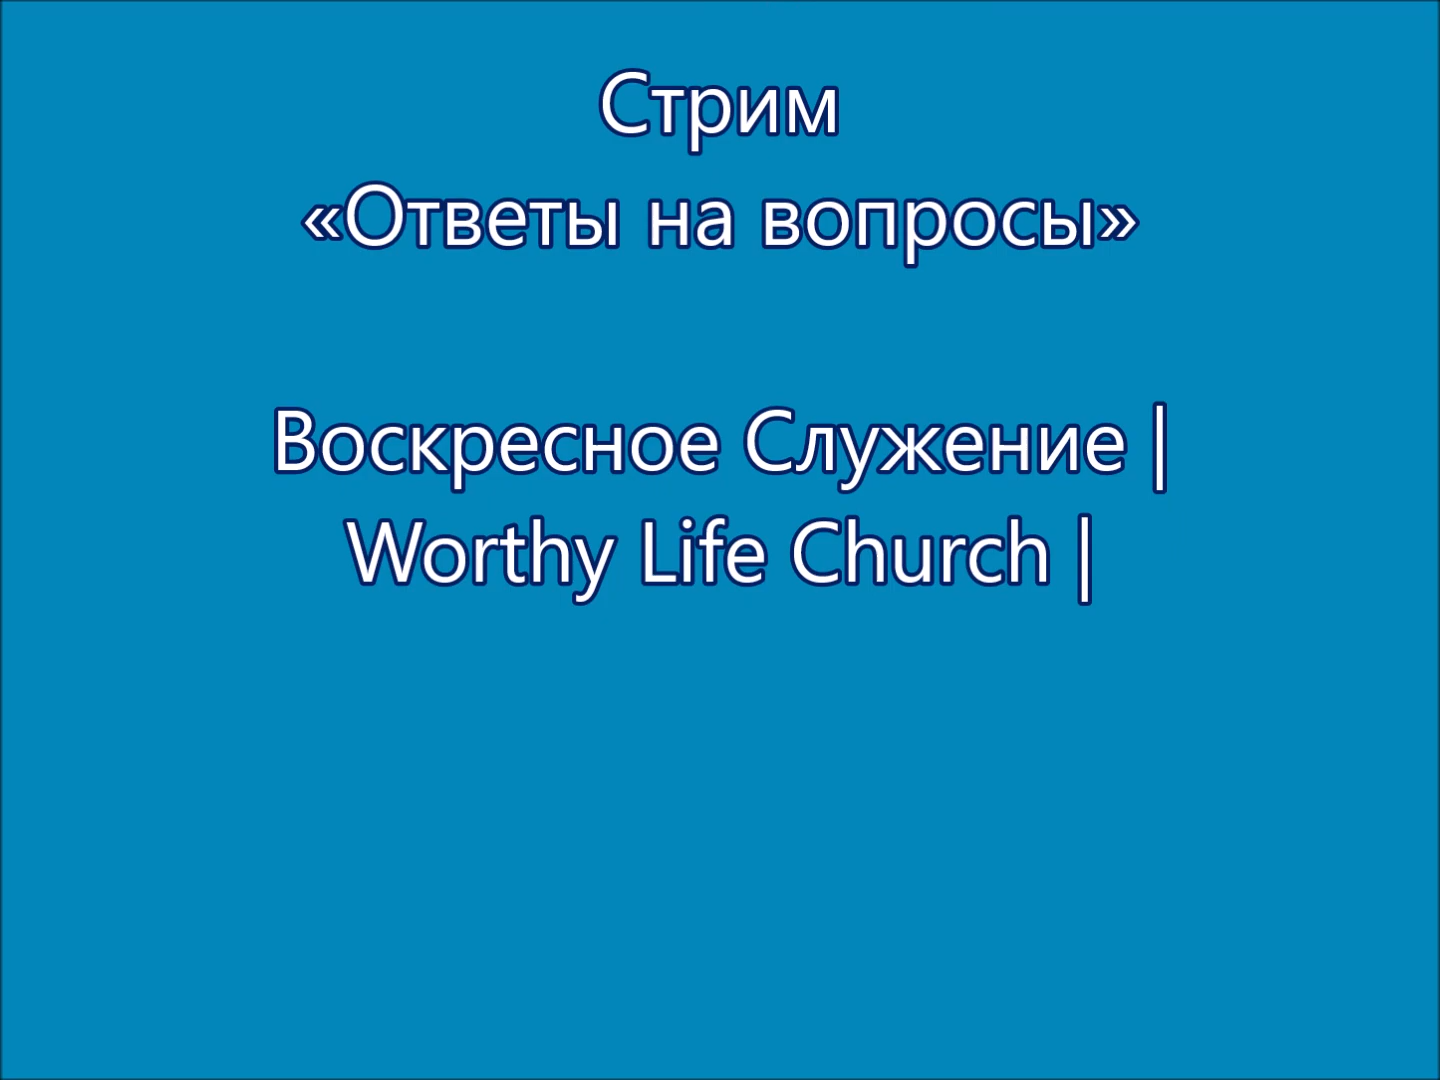 Стрим
«Ответы на вопросы»
Воскресное Служение |
Worthy Life Church |